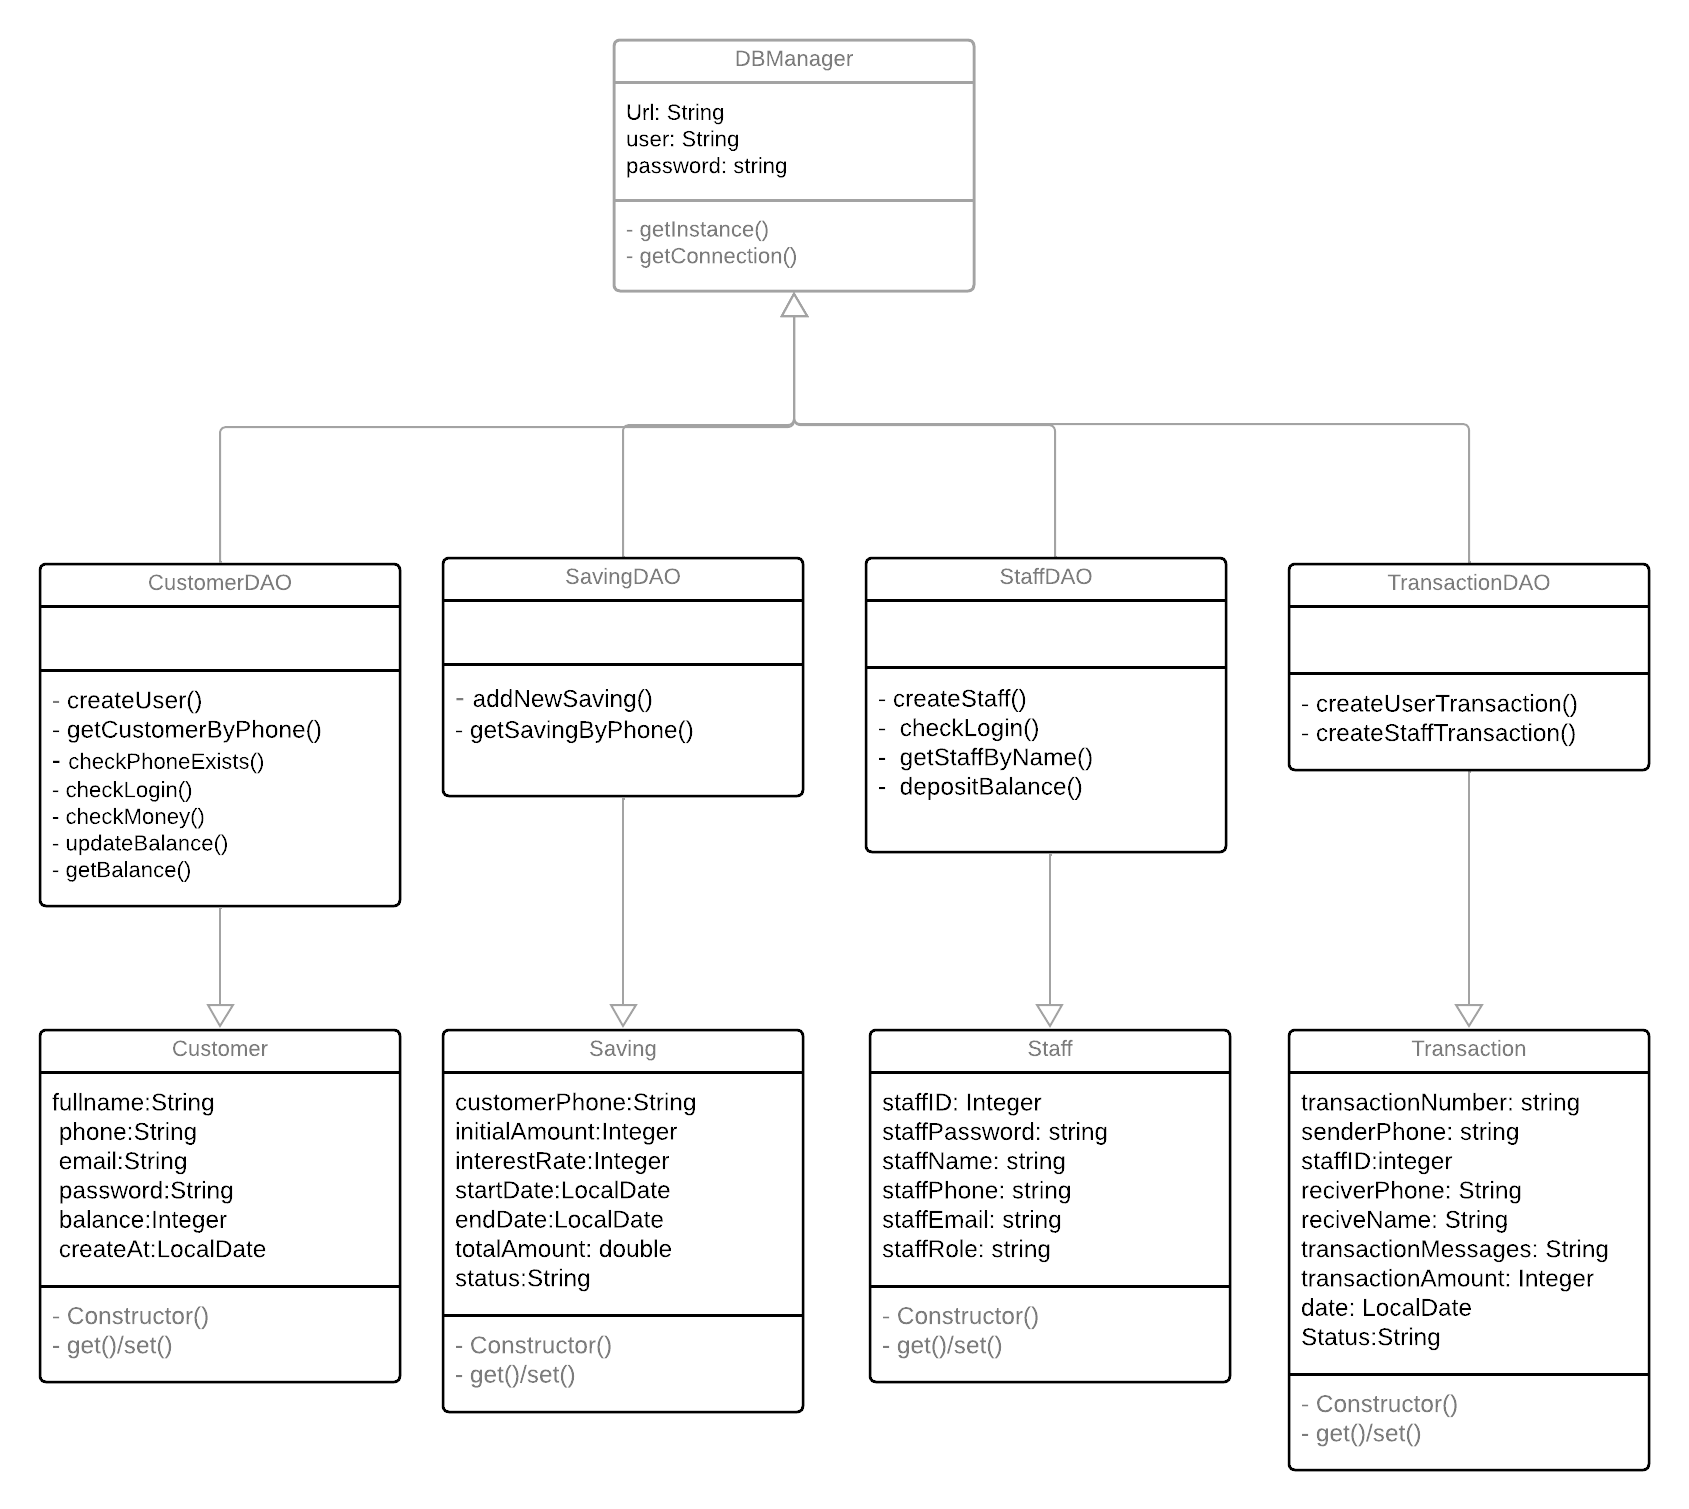 DBManager
Url: String
user: String
password: string
- getInstance()
- getConnection()
CustomerDAO
- createUser()
- getCustomerByPhone()
- checkPhoneExists()
- checkLogin()
- checkMoney()
- updateBalance()
- getBalance()
SavingDAO
- addNewSaving()
- getSavingByPhone()
StaffDAO
- createStaff()
- checkLogin()
- getStaffByName()
- depositBalance()
TransactionDAO
- createUserTransaction()
- createStaffTransaction()
Customer
fullname:String
phone:String
email:String
password:String
balance:Integer
createAt:LocalDate
- Constructor()
- get()/set()
Saving
customerPhone:String
initialAmount:Integer
interestRate:Integer
startDate:LocalDate
endDate:LocalDate
totalAmount: double
status:String
- Constructor()
- get()/set()
Staff
staffID: Integer
staffPassword: string
staffName: string
staffPhone: string
staffEmail: string
staffRole: string
- Constructor()
- get()/set()
Transaction
transactionNumber: string
senderPhone: string
staffID:integer
reciverPhone: String
reciveName: String
transactionMessages: String
transactionAmount: Integer
date: LocalDate
Status:String
- Constructor()
- get()/set()